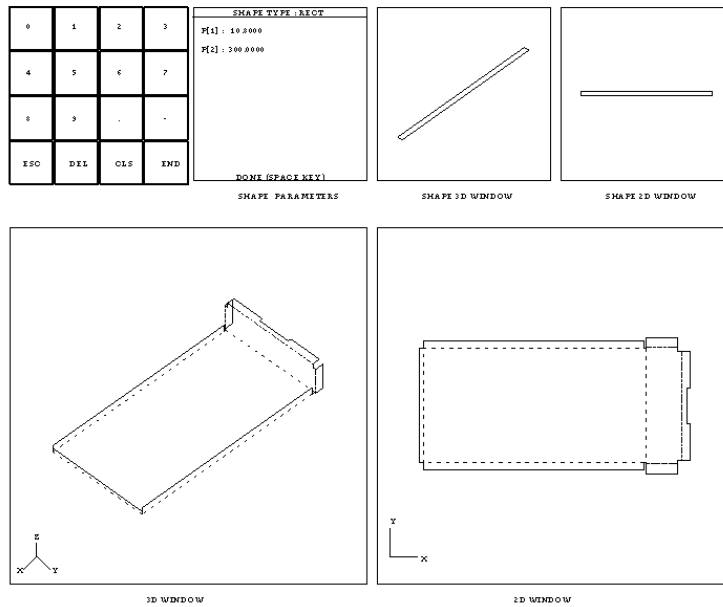 0 1 2 3
4 5 6 7
8 9 . -
ESC DEL CLS END
SHAPE TYPE : RECT
P[1] : 10.8000
P[2] : 300.0000
DONE (SPACE KEY)
SHAPE PARAMETERS
SHAPE 3D WINDOW
SHAPE 2D WINDOW
Z
X Y
3D WINDOW
Y
X
2D WINDOW